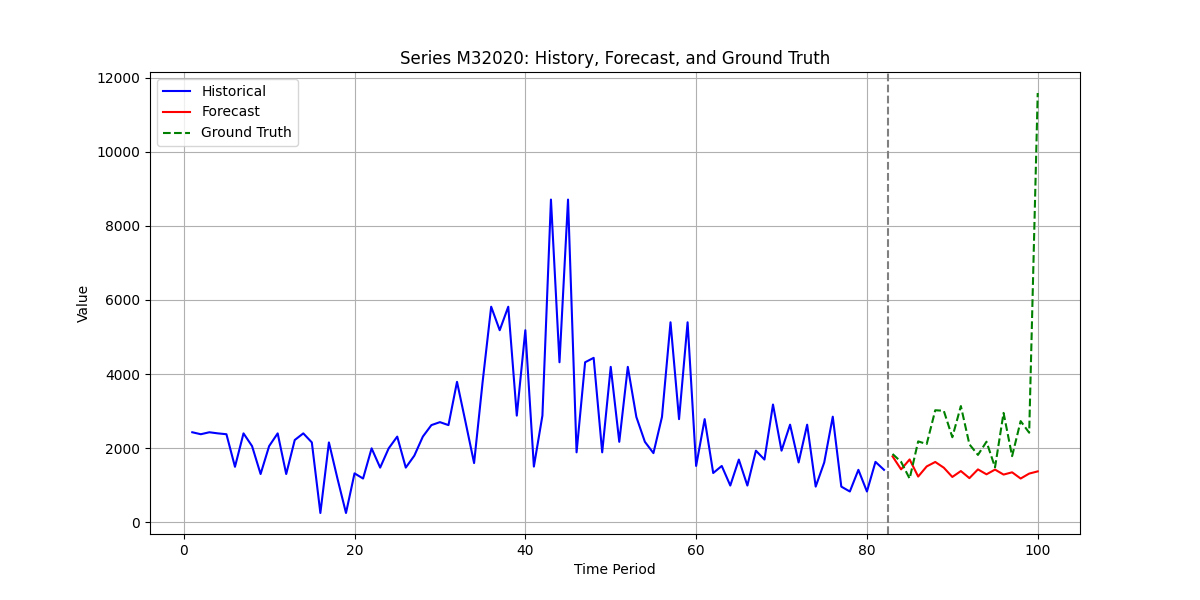 Series M32020: History, Forecast, and Ground Truth
12000
10000
8000
6000
4000
2000
0
Value
Historical
Forecast
Ground Truth
0
20
40
60
80
100
Time Period